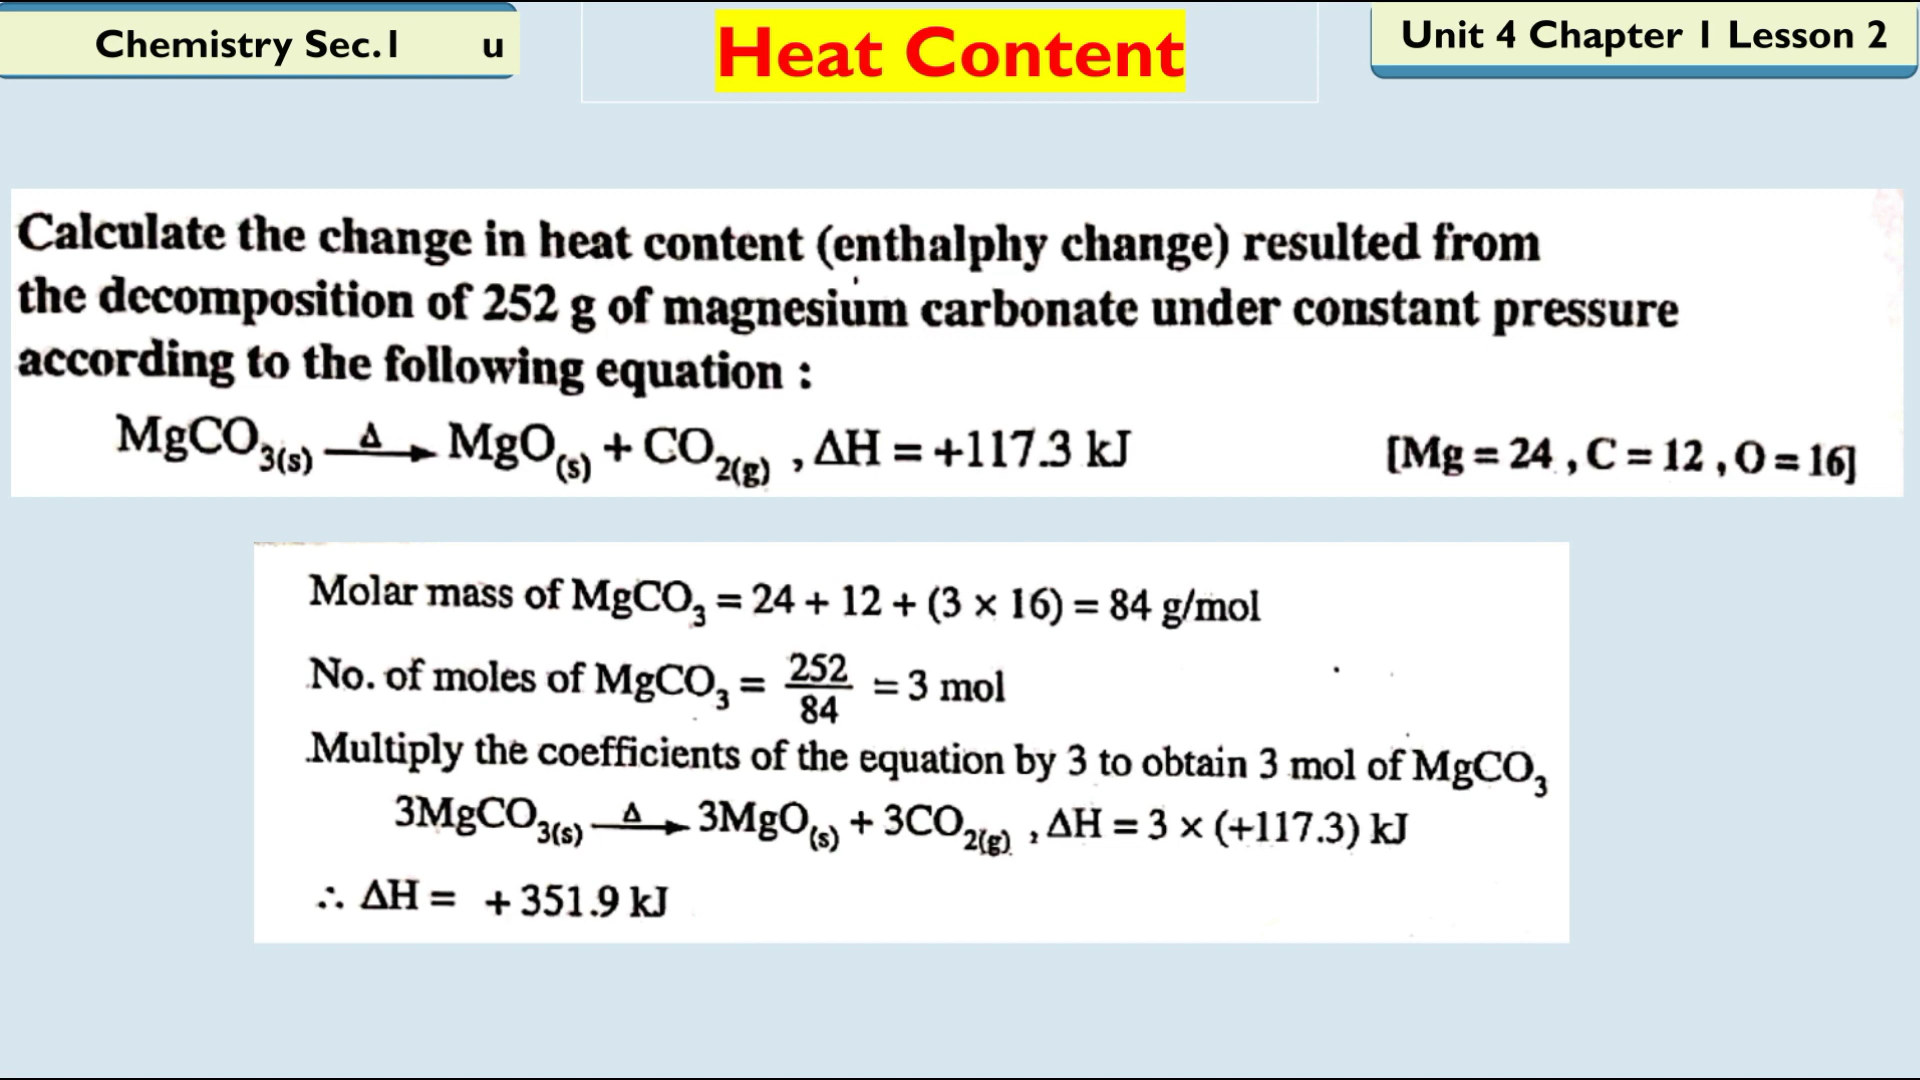 Chemistry Sec.1 u
Heat Content
Unit 4 Chapter 1 Lesson 2
Calculate the change in heat content (enthalphy change) resulted from
the decomposition of 252 g of magnesium carbonate under constant pressure
according to the following equation :
MgCO₃₍ₛ₎ —Δ→ MgO₍ₛ₎ + CO₂₍g₎ , ΔH = +117.3 kJ [Mg = 24 , C = 12 , O = 16]
Molar mass of MgCO₃ = 24 + 12 + (3 × 16) = 84 g/mol
No. of moles of MgCO₃ = 252/84 = 3 mol
Multiply the coefficients of the equation by 3 to obtain 3 mol of MgCO₃
3MgCO₃₍ₛ₎ —Δ→ 3MgO₍ₛ₎ + 3CO₂₍g₎ , ΔH = 3 × (+117.3) kJ
∴ ΔH = + 351.9 kJ